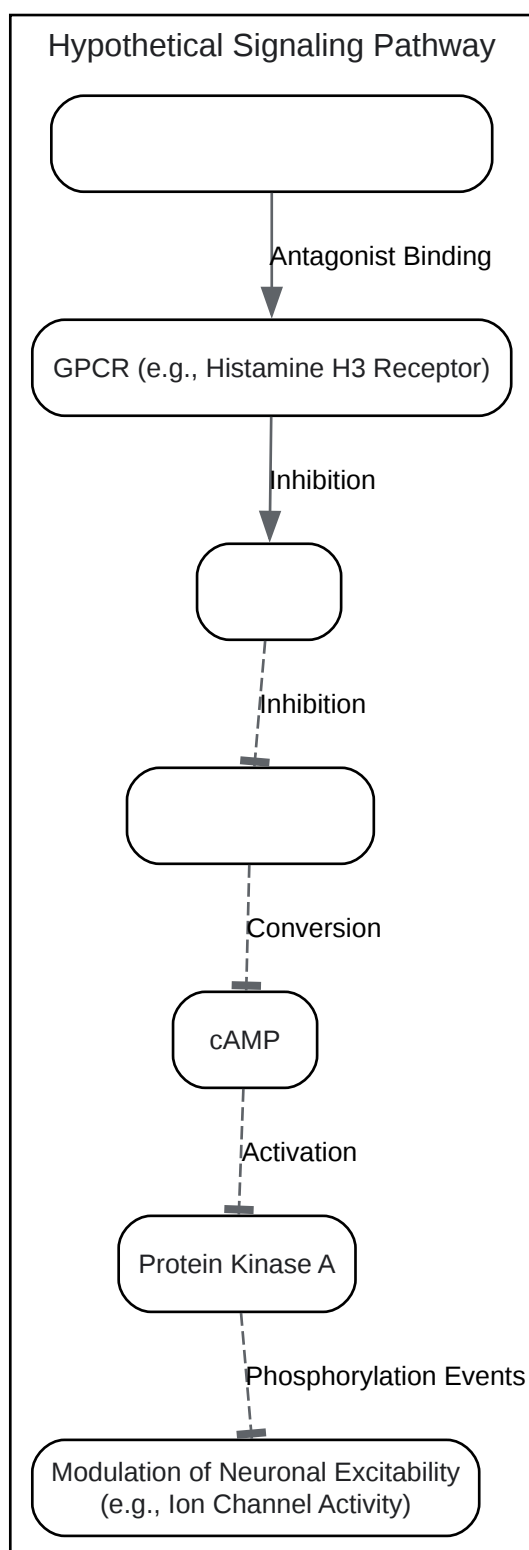 Hypothetical Signaling Pathway
Antagonist Binding
GPCR (e.g., Histamine H3 Receptor)
Inhibition
Inhibition
Conversion
cAMP
Activation
Protein Kinase A
Phosphorylation Events
Modulation of Neuronal Excitability
(e.g., Ion Channel Activity)